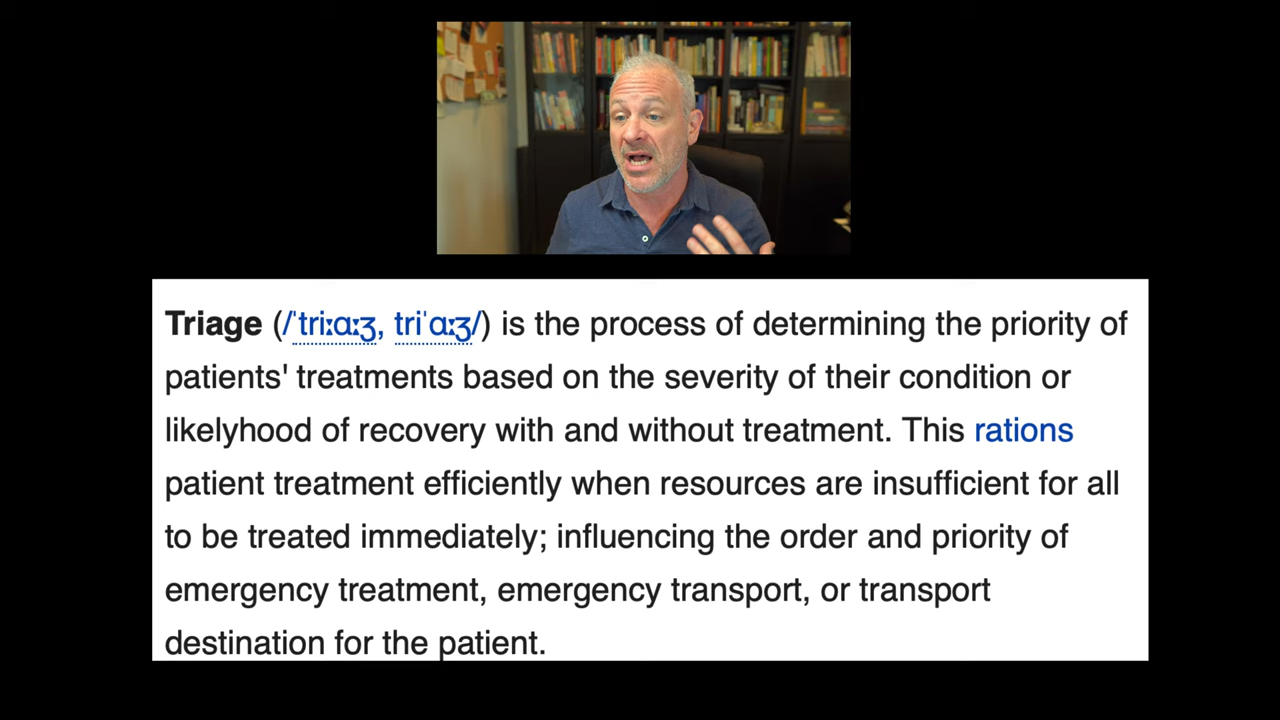 Triage (/ˈtriːɑːʒ, triˈɑːʒ/) is the process of determining the priority of
patients' treatments based on the severity of their condition or
likelyhood of recovery with and without treatment. This rations
patient treatment efficiently when resources are insufficient for all
to be treated immediately; influencing the order and priority of
emergency treatment, emergency transport, or transport
destination for the patient.